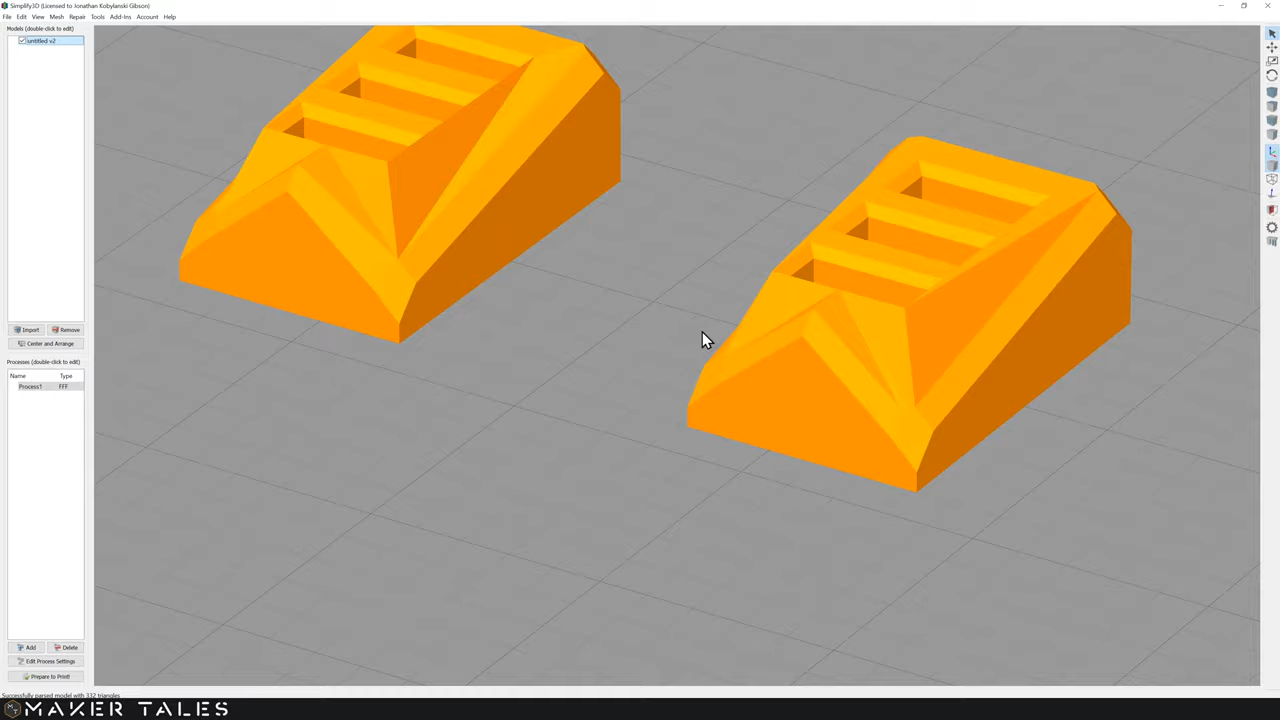 Simplify3D (Licensed to Jonathan Kobylanski Gibson)
File Edit View Mesh Repair Tools Add-Ins Account Help
Models (double-click to edit)
untitled v2
Import Remove
Center and Arrange
Processes (double-click to edit)
Name Type
Process1 FFF
Add Delete
Edit Process Settings
Prepare to Print!
Successfully parsed model with 332 triangles
MAKER TALES